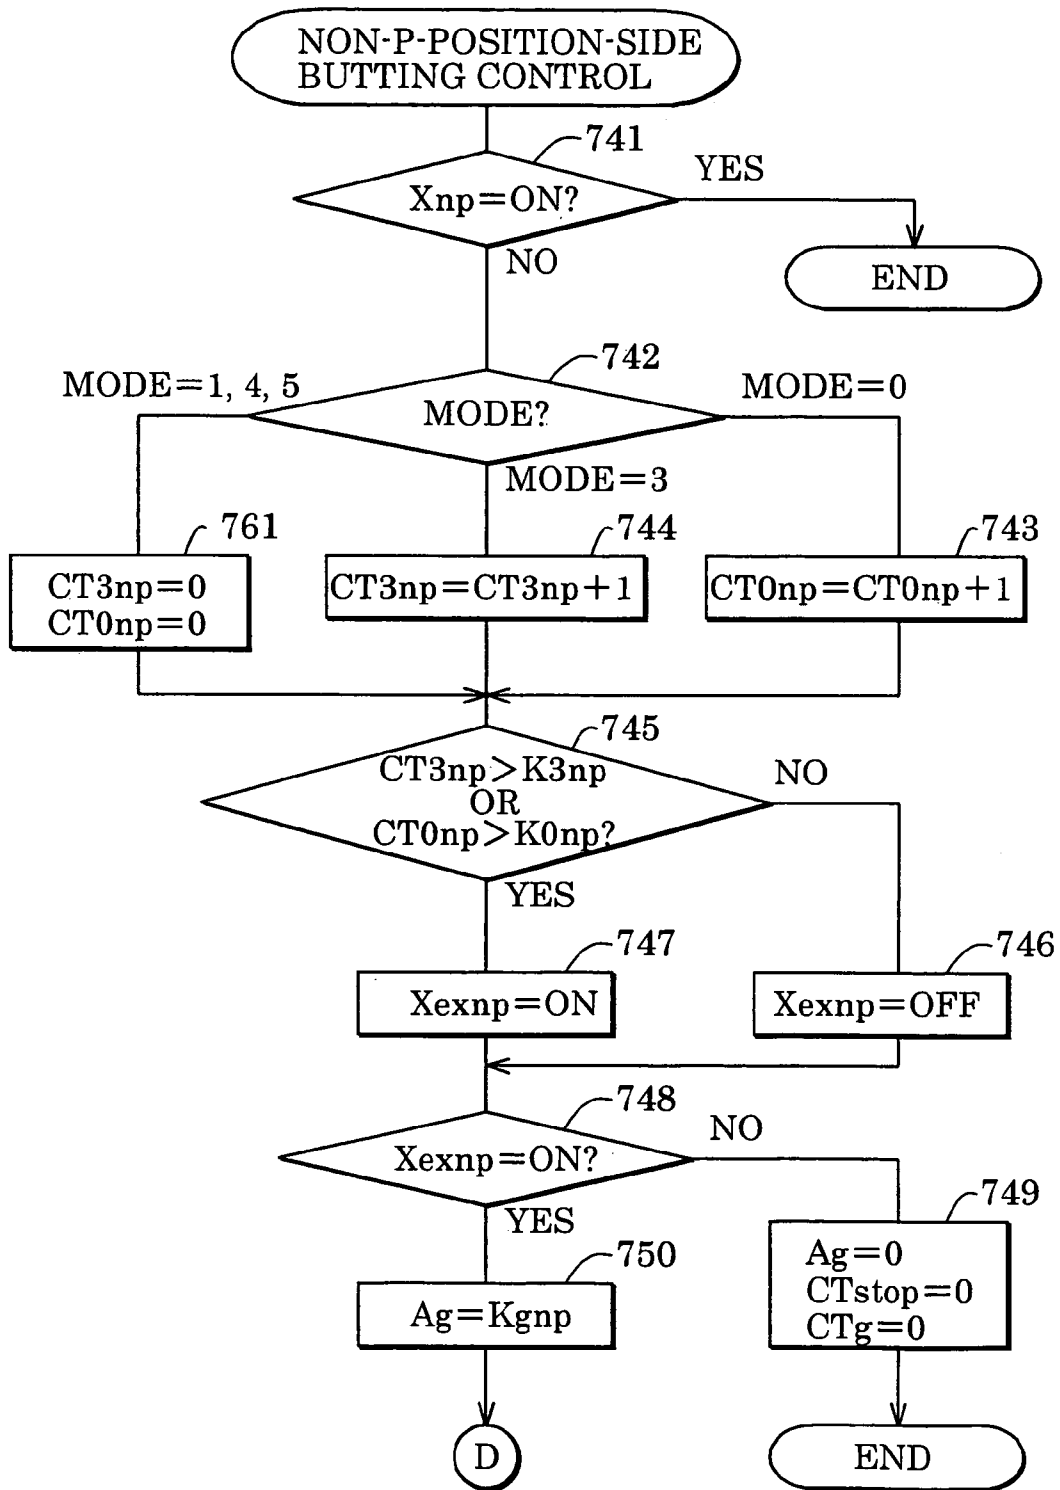 NON-P-POSITION-SIDE
BUTTING CONTROL
741
Xnp=ON?
YES
NO
END
742
MODE=1, 4, 5
MODE?
MODE=0
MODE=3
761
744
743
CT3np=0
CT0np=0
CT3np=CT3np+1
CT0np=CT0np+1
745
CT3np>K3np
OR
CT0np>K0np?
NO
YES
747
746
Xexnp=ON
Xexnp=OFF
748
Xexnp=ON?
NO
YES
749
750
Ag=0
CTstop=0
CTg=0
Ag=Kgnp
D
END